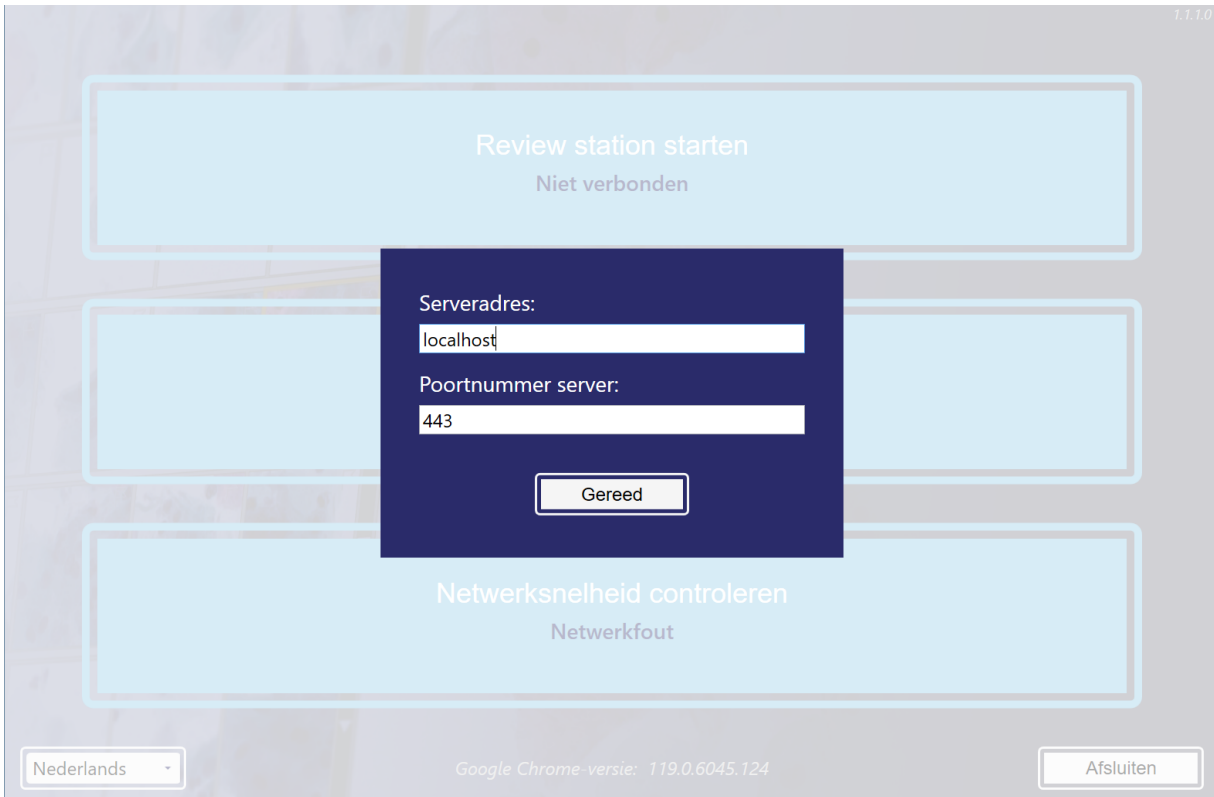 1.1.1.0
Review station starten
Niet verbonden
Serveradres:
localhost
Poortnummer server:
443
Gereed
Netwerksnelheid controleren
Netwerkfout
Nederlands
Google Chrome-versie: 119.0.6045.124
Afsluiten